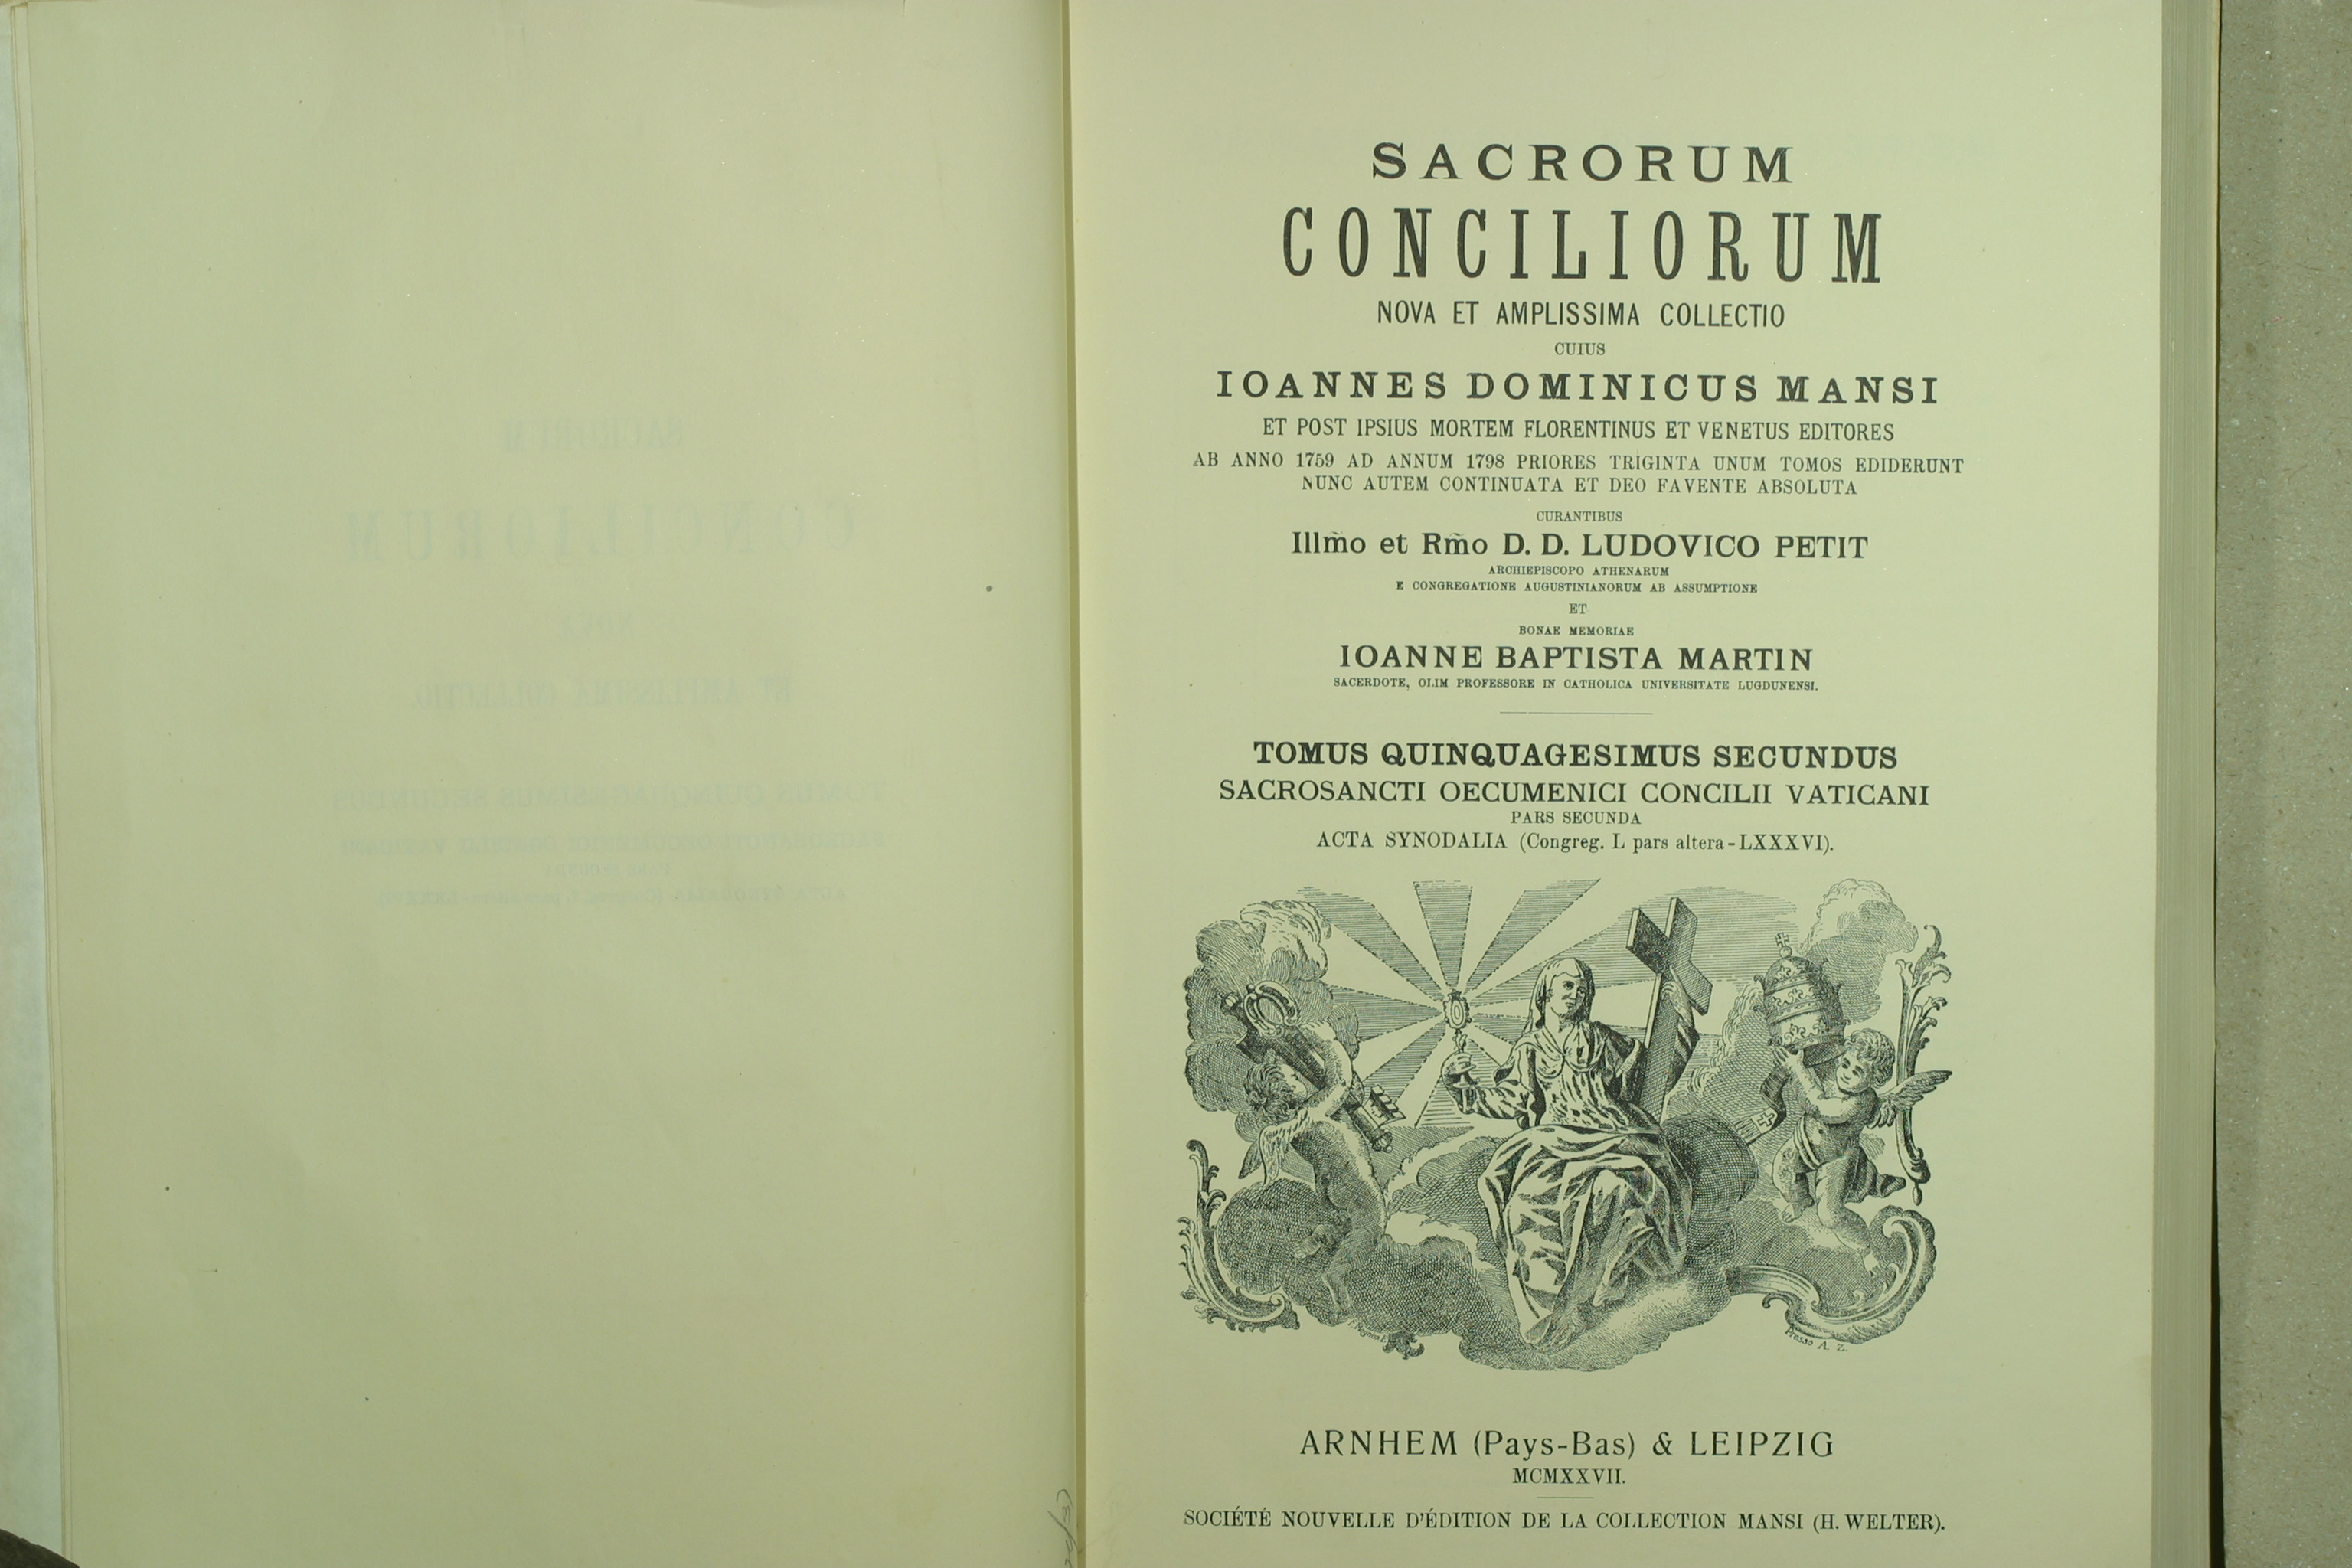 SACRORUM
CONCILIORUM
NOVA ET AMPLISSIMA COLLECTIO
CUIUS
IOANNES DOMINICUS MANSI
ET POST IPSIUS MORTEM FLORENTINUS ET VENETUS EDITORES
AB ANNO 1759 AD ANNUM 1798 PRIORES TRIGINTA UNUM TOMOS EDIDERUNT
NUNC AUTEM CONTINUATA ET DEO FAVENTE ABSOLUTA
CURANTIBUS
Illm̃o et Rm̃o D. D. LUDOVICO PETIT
ARCHIEPISCOPO ATHENARUM
E CONGREGATIONE AUGUSTINIANORUM AB ASSUMPTIONE
ET
BONAE MEMORIAE
IOANNE BAPTISTA MARTIN
SACERDOTE, OLIM PROFESSORE IN CATHOLICA UNIVERSITATE LUGDUNENSI.
TOMUS QUINQUAGESIMUS SECUNDUS
SACROSANCTI OECUMENICI CONCILII VATICANI
PARS SECUNDA
ACTA SYNODALIA (Congreg. L pars altera-LXXXVI).
Presso A. Z.
ARNHEM (Pays-Bas) & LEIPZIG
MCMXXVII.
SOCIÉTÉ NOUVELLE D'ÉDITION DE LA COLLECTION MANSI (H. WELTER).